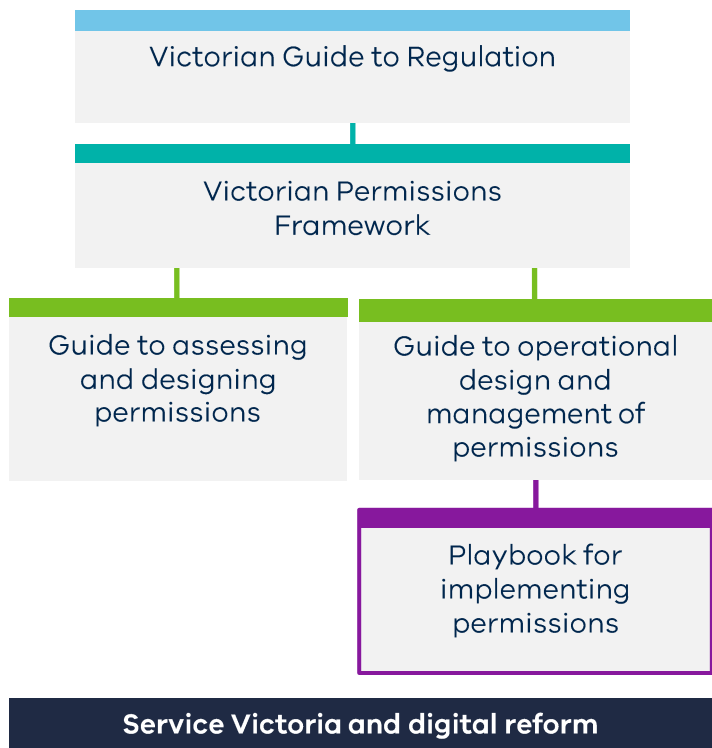 Victorian Guide to Regulation
Victorian Permissions
Framework
Guide to assessing
and designing
permissions
Guide to operational
design and
management of
permissions
Playbook for
implementing
permissions
Service Victoria and digital reform